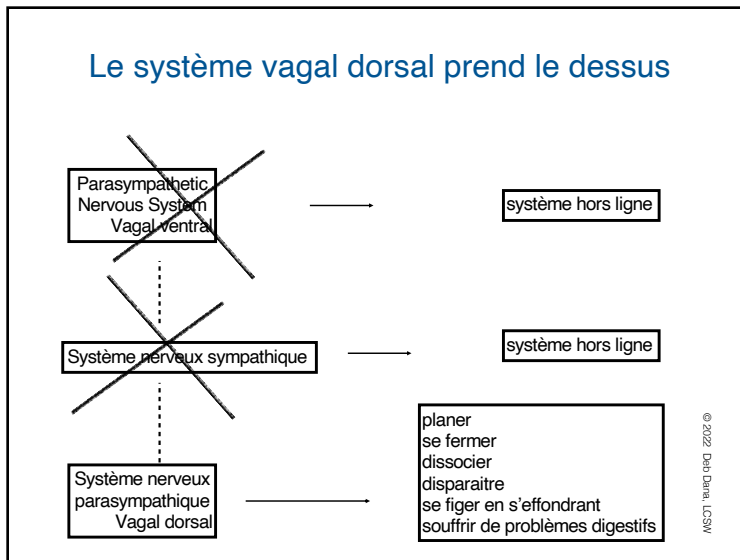 Le système vagal dorsal prend le dessus
Parasympathetic
Nervous System
Vagal ventral
système hors ligne
Système nerveux sympathique
système hors ligne
Système nerveux
parasympathique
Vagal dorsal
planer
se fermer
dissocier
disparaitre
se figer en s'effondrant
souffrir de problèmes digestifs
© 2022 Deb Dana, LCSW